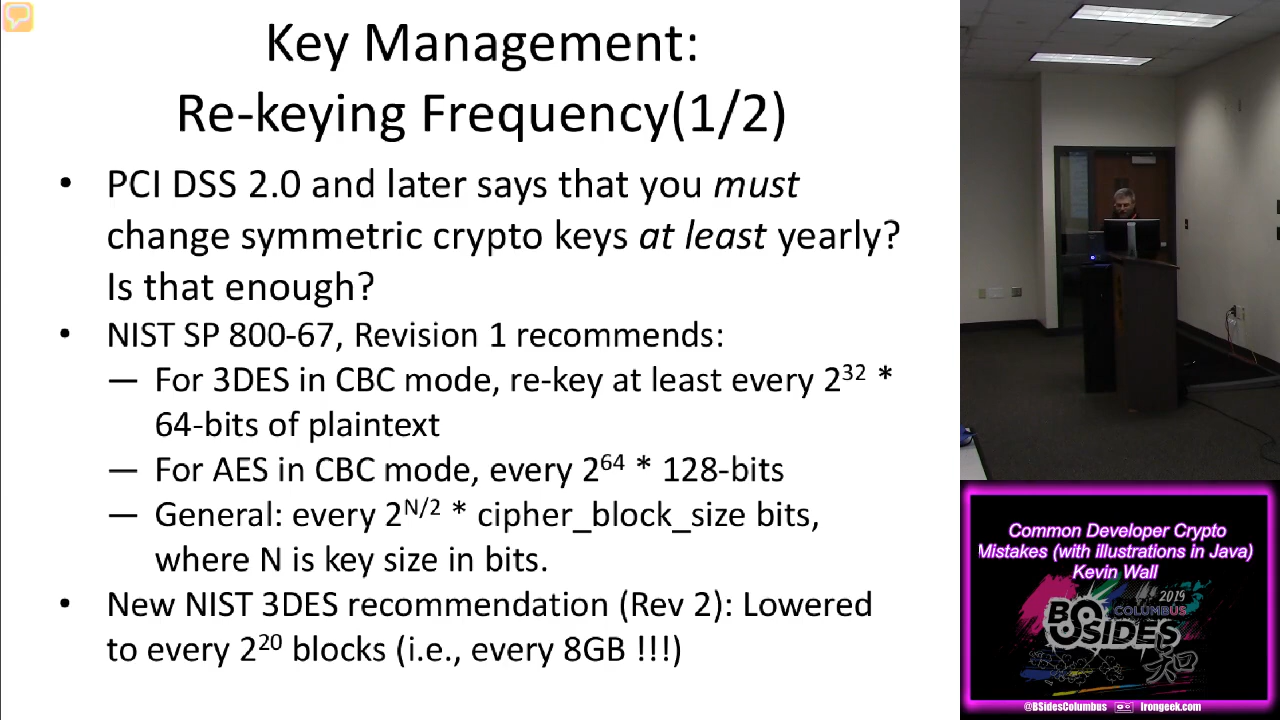 Key Management:
Re-keying Frequency(1/2)
• PCI DSS 2.0 and later says that you must
change symmetric crypto keys at least yearly?
Is that enough?
• NIST SP 800-67, Revision 1 recommends:
— For 3DES in CBC mode, re-key at least every 2³² *
64-bits of plaintext
— For AES in CBC mode, every 2⁶⁴ * 128-bits
— General: every 2ᴺ/² * cipher_block_size bits,
where N is key size in bits.
• New NIST 3DES recommendation (Rev 2): Lowered
to every 2²⁰ blocks (i.e., every 8GB !!!)
Common Developer Crypto
Mistakes (with illustrations in Java)
Kevin Wall
2019
COLUMBUS
BSIDES
知
@BSidesColumbus irongeek.com